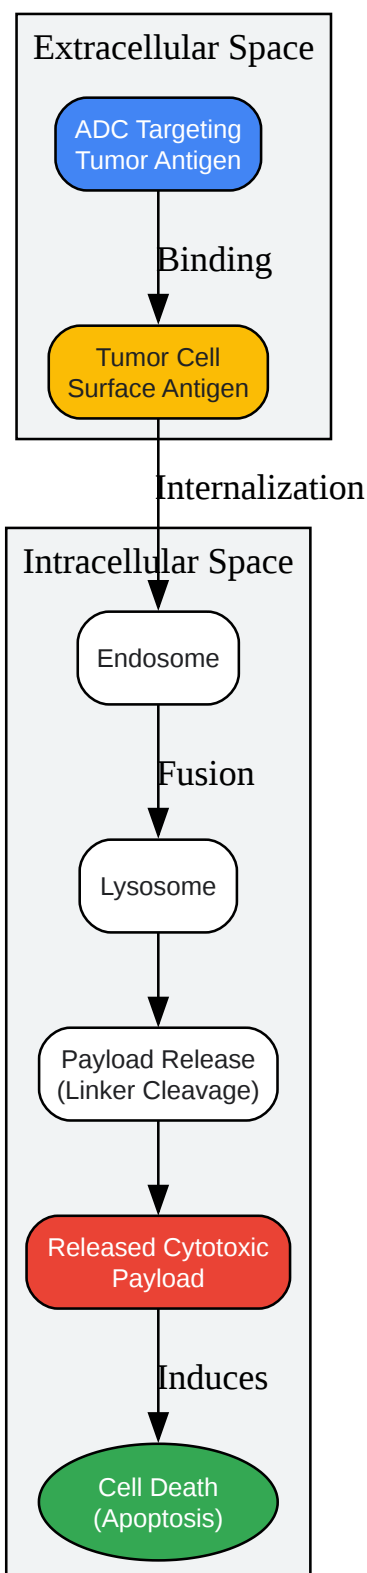 Extracellular Space
ADC Targeting
Tumor Antigen
Binding
Tumor Cell
Surface Antigen
Internalization
Intracellular Space
Endosome
Fusion
Lysosome
Payload Release
(Linker Cleavage)
Released Cytotoxic
Payload
Induces
Cell Death
(Apoptosis)